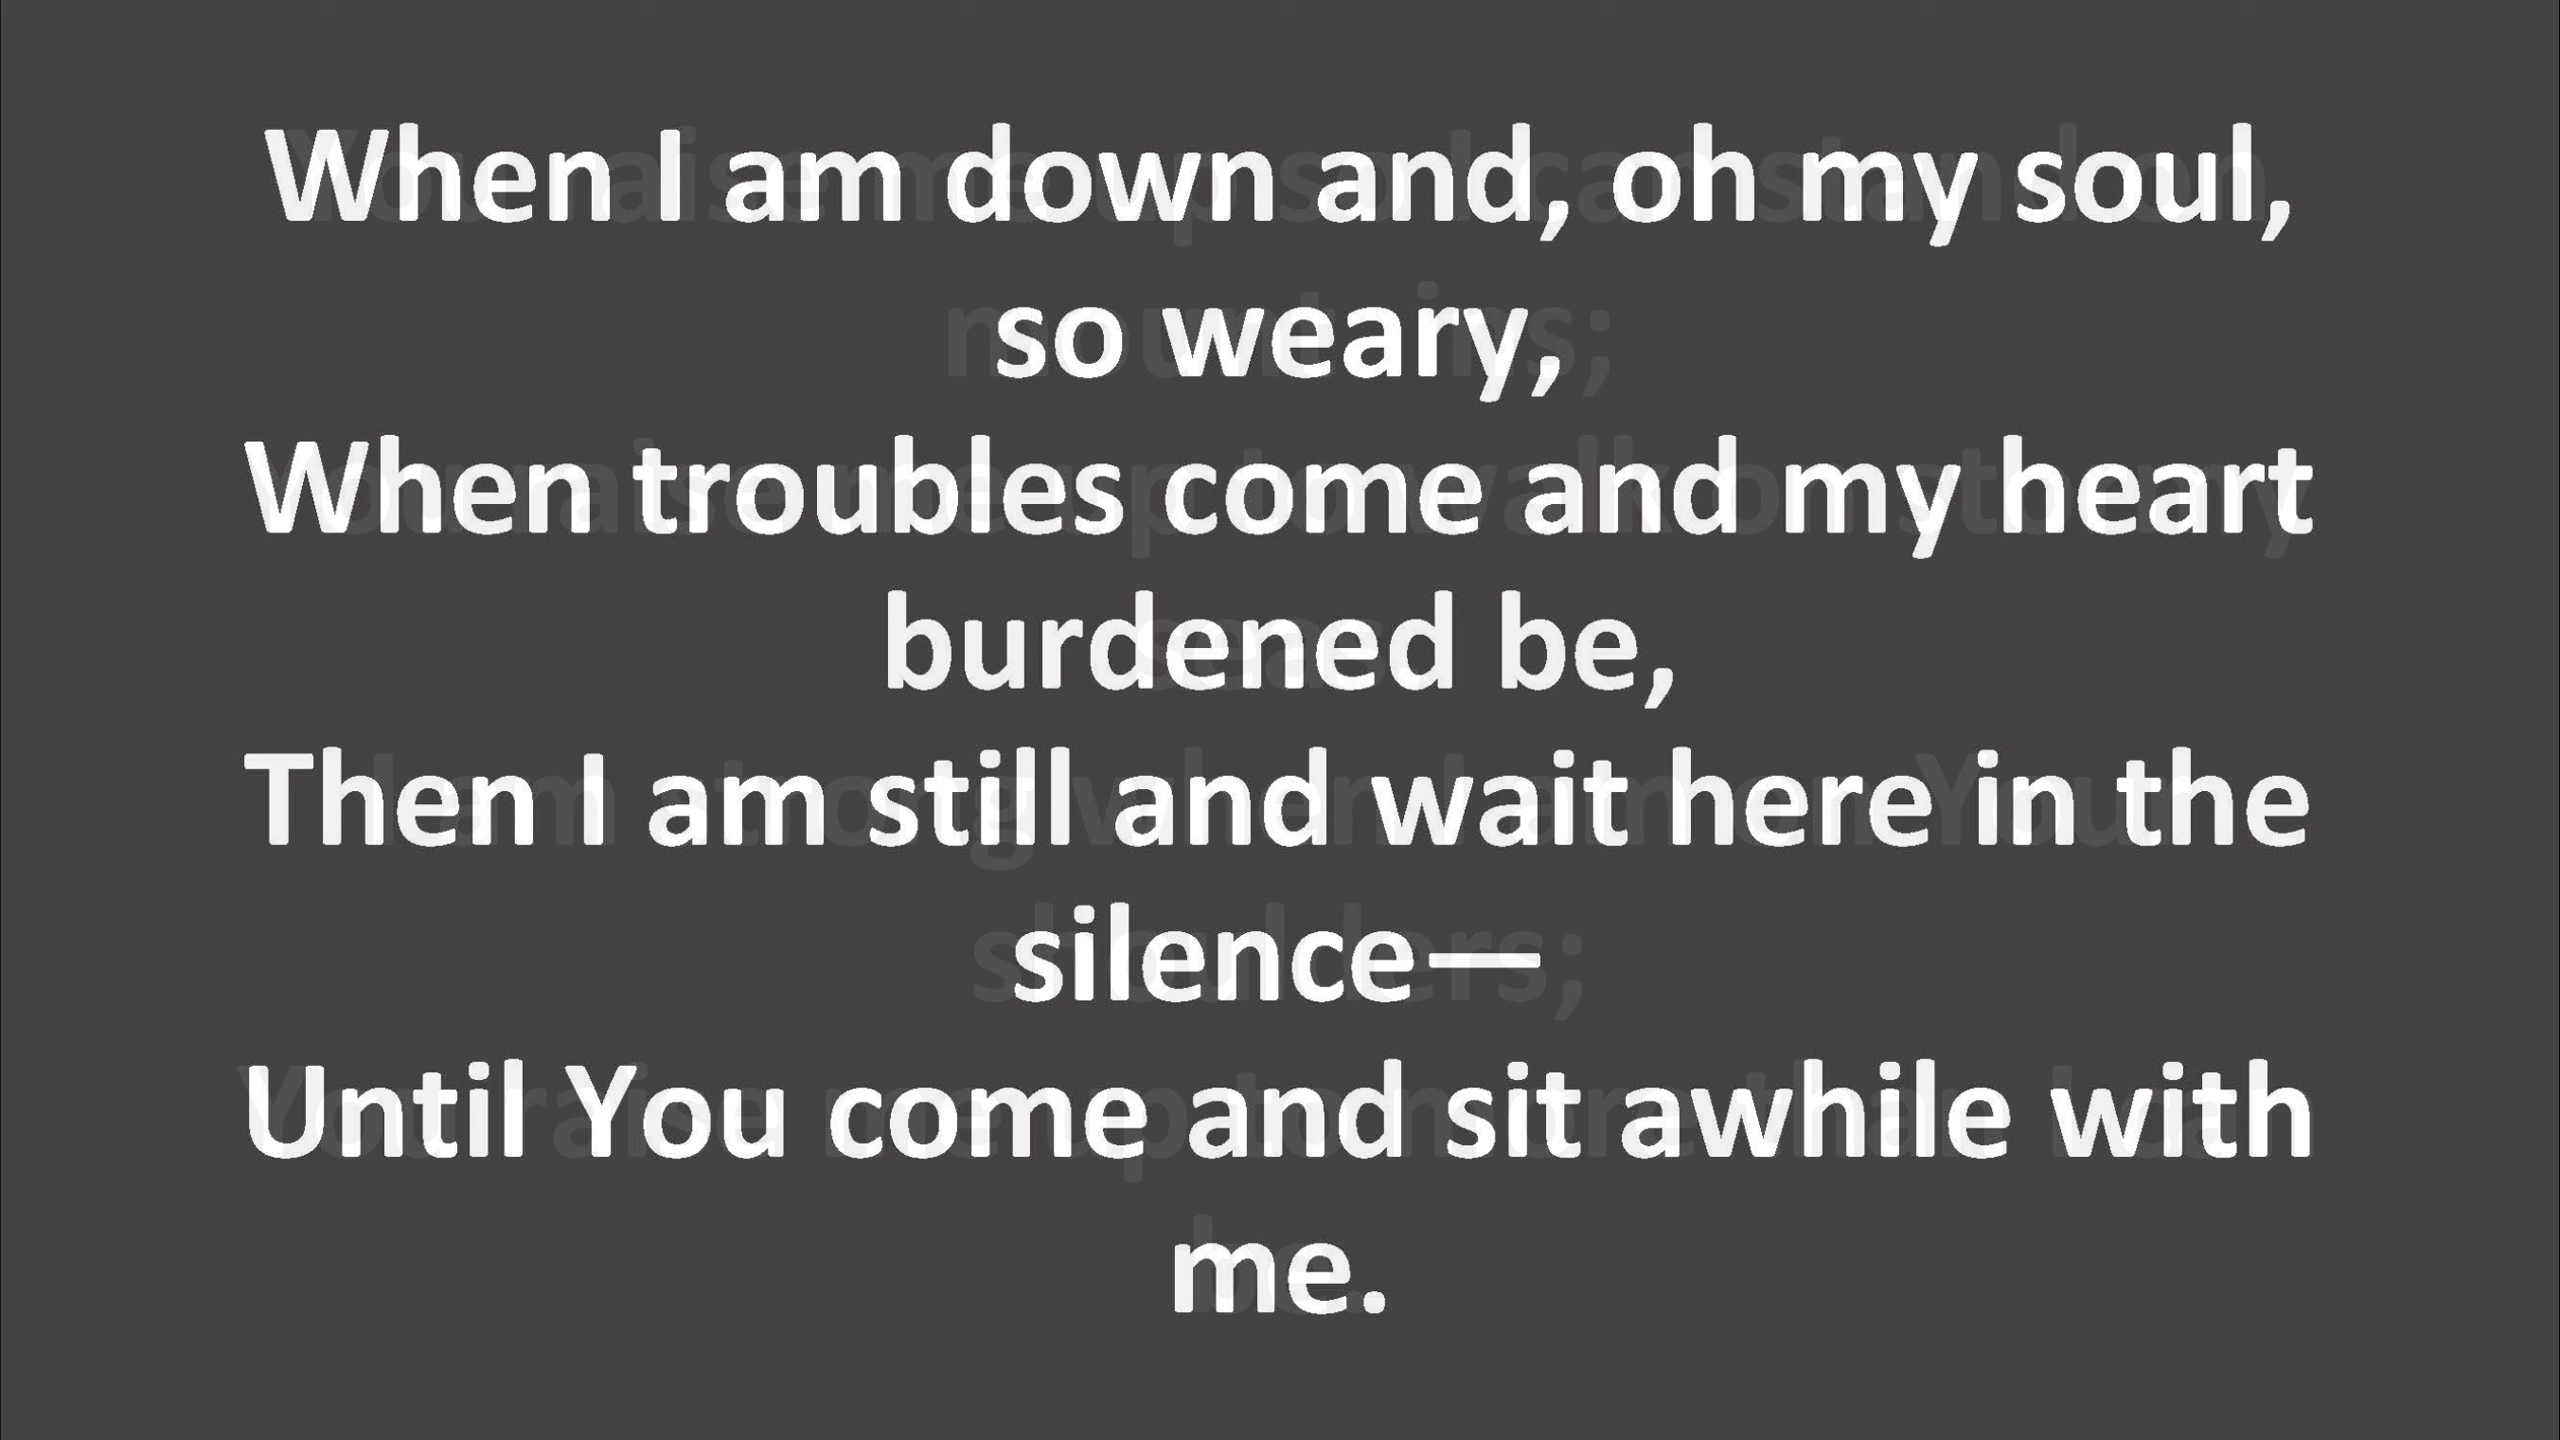 When I am down and, oh my soul,
so weary,
When troubles come and my heart
burdened be,
Then I am still and wait here in the
silence—
Until You come and sit awhile with
me.